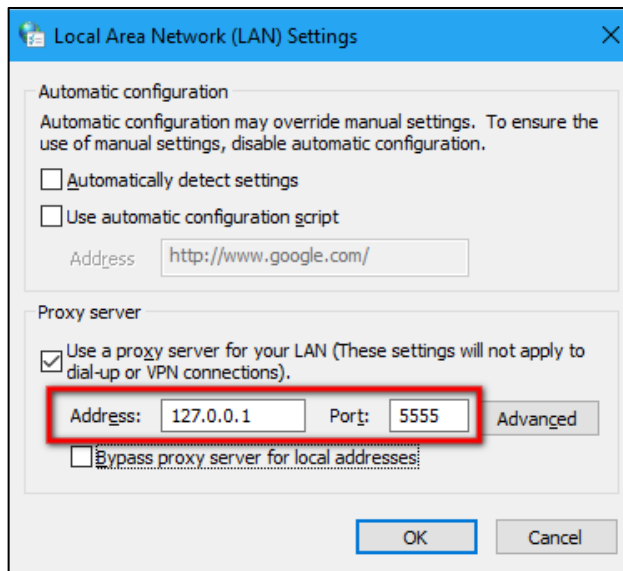 Local Area Network (LAN) Settings
Automatic configuration
Automatic configuration may override manual settings. To ensure the
use of manual settings, disable automatic configuration.
Automatically detect settings
Use automatic configuration script
Address http://www.google.com/
Proxy server
Use a proxy server for your LAN (These settings will not apply to
dial-up or VPN connections).
Address: 127.0.0.1 Port: 5555 Advanced
Bypass proxy server for local addresses
OK Cancel